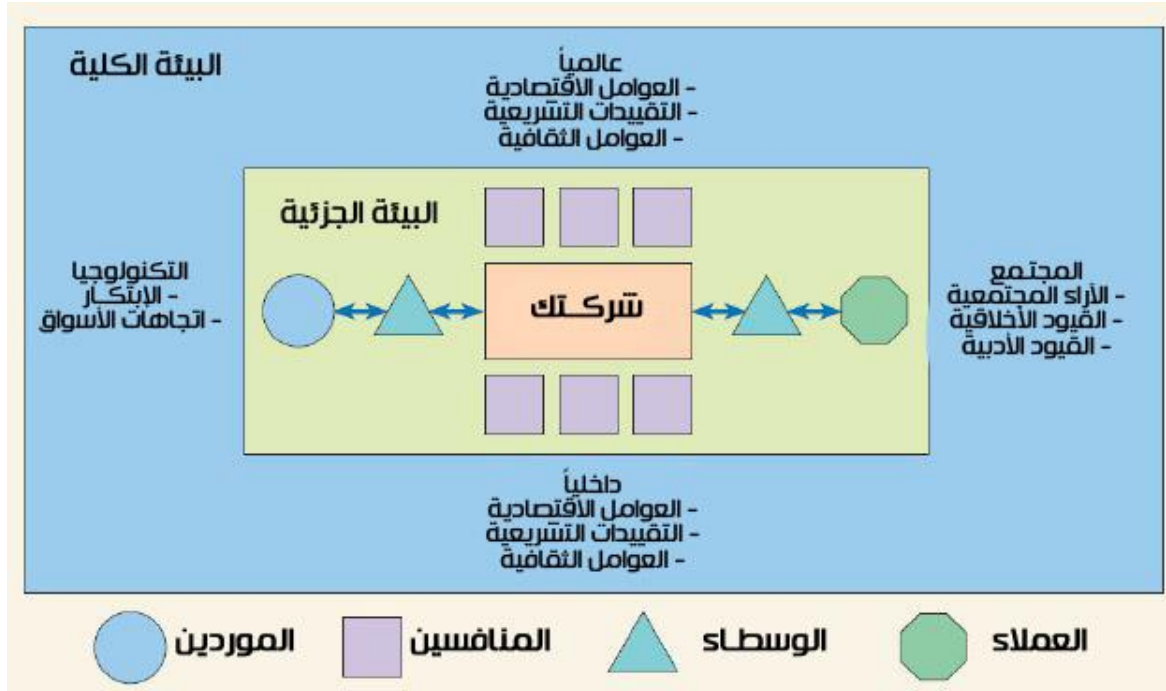 البيئة الكلية
عالمياً
- العوامل الاقتصادية
- التقييدات التشريعية
- العوامل الثقافية
البيئة الجزئية
المجتمع
- الأراء المجتمعية
- القيود الأخلاقية
- القيود الأدبية
شركتك
التكنولوجيا
- الإبتكار
- اتجاهات الأسواق
داخلياً
- العوامل الاقتصادية
- التقييدات التشريعية
- العوامل الثقافية
العملاء
الوسطاء
المنافسين
الموردين